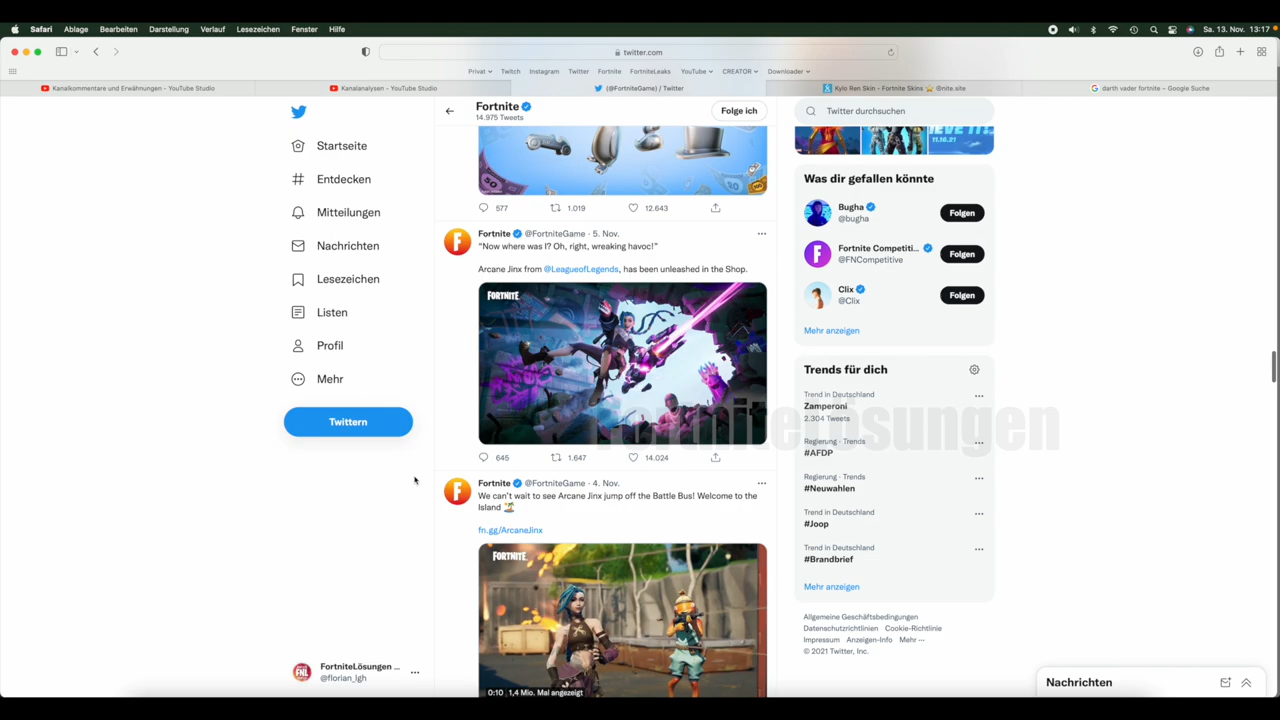 Safari Ablage Bearbeiten Darstellung Verlauf Lesezeichen Fenster Hilfe
Sa. 13. Nov. 13:17
twitter.com
Privat Twitch Instagram Twitter Fortnite FortniteLeaks YouTube CREATOR Downloader
Kanalkommentare und Erwähnungen - YouTube Studio
Kanalanalysen - YouTube Studio
(@FortniteGame) / Twitter
Kylo Ren Skin - Fortnite Skins ⭐ @nite.site
darth vader fortnite – Google Suche
Startseite
Entdecken
Mitteilungen
Nachrichten
Lesezeichen
Listen
Profil
Mehr
Twittern
FortniteLösungen ...
@florian_lgh
Fortnite
14.975 Tweets
Folge ich
50
577 1.019 12.643
Fortnite @FortniteGame · 5. Nov.
"Now where was I? Oh, right, wreaking havoc!"
Arcane Jinx from @LeagueofLegends, has been unleashed in the Shop.
FORTNITE
645 1.647 14.024
Fortnite @FortniteGame · 4. Nov.
We can't wait to see Arcane Jinx jump off the Battle Bus! Welcome to the
Island 🏝️
fn.gg/ArcaneJinx
FORTNITE
0:10 1,4 Mio. Mal angezeigt
Twitter durchsuchen
11.16.21
Was dir gefallen könnte
Bugha
@bugha
Folgen
Fortnite Competiti...
@FNCompetitive
Folgen
Clix
@Clix
Folgen
Mehr anzeigen
Trends für dich
Trend in Deutschland
Zamperoni
2.304 Tweets
Regierung · Trends
#AFDP
Regierung · Trends
#Neuwahlen
Trend in Deutschland
#Joop
Trend in Deutschland
#Brandbrief
Mehr anzeigen
Allgemeine Geschäftsbedingungen
Datenschutzrichtlinien Cookie-Richtlinie
Impressum Anzeigen-Info Mehr ···
© 2021 Twitter, Inc.
Nachrichten